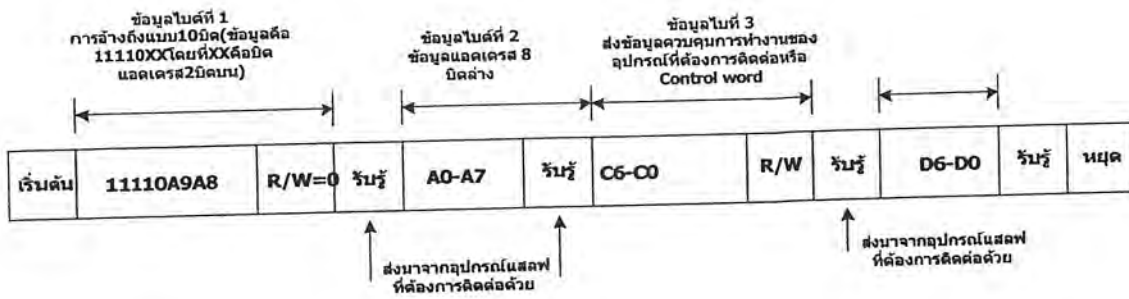 ข้อมูลไบต์ที่ 1
การอ้างถึงแบบ10บิต(ข้อมูลคือ
11110XXโดยที่XXคือบิต
แอดเดรส2บิตบน)
ข้อมูลไบต์ที่ 2
ข้อมูลแอดเดรส 8
บิตล่าง
ข้อมูลไบที่ 3
ส่งข้อมูลควบคุมการทำงานของ
อุปกรณ์ที่ต้องการติดต่อหรือ
Control word
เริ่มต้น 11110A9A8 R/W=0 รับรู้ A0-A7 รับรู้ C6-C0 R/W รับรู้ D6-D0 รับรู้ หยุด
ส่งมาจากอุปกรณ์แสลฟ
ที่ต้องการติดต่อด้วย
ส่งมาจากอุปกรณ์แสลฟ
ที่ต้องการติดต่อด้วย